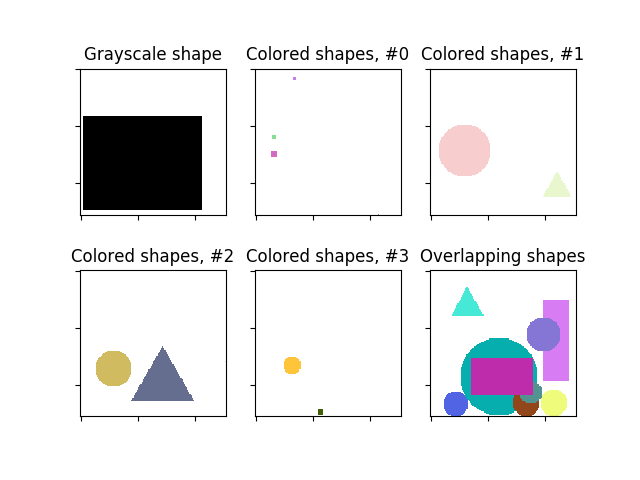 Grayscale shape
Colored shapes, #0
Colored shapes, #1
Colored shapes, #2
Colored shapes, #3
Overlapping shapes